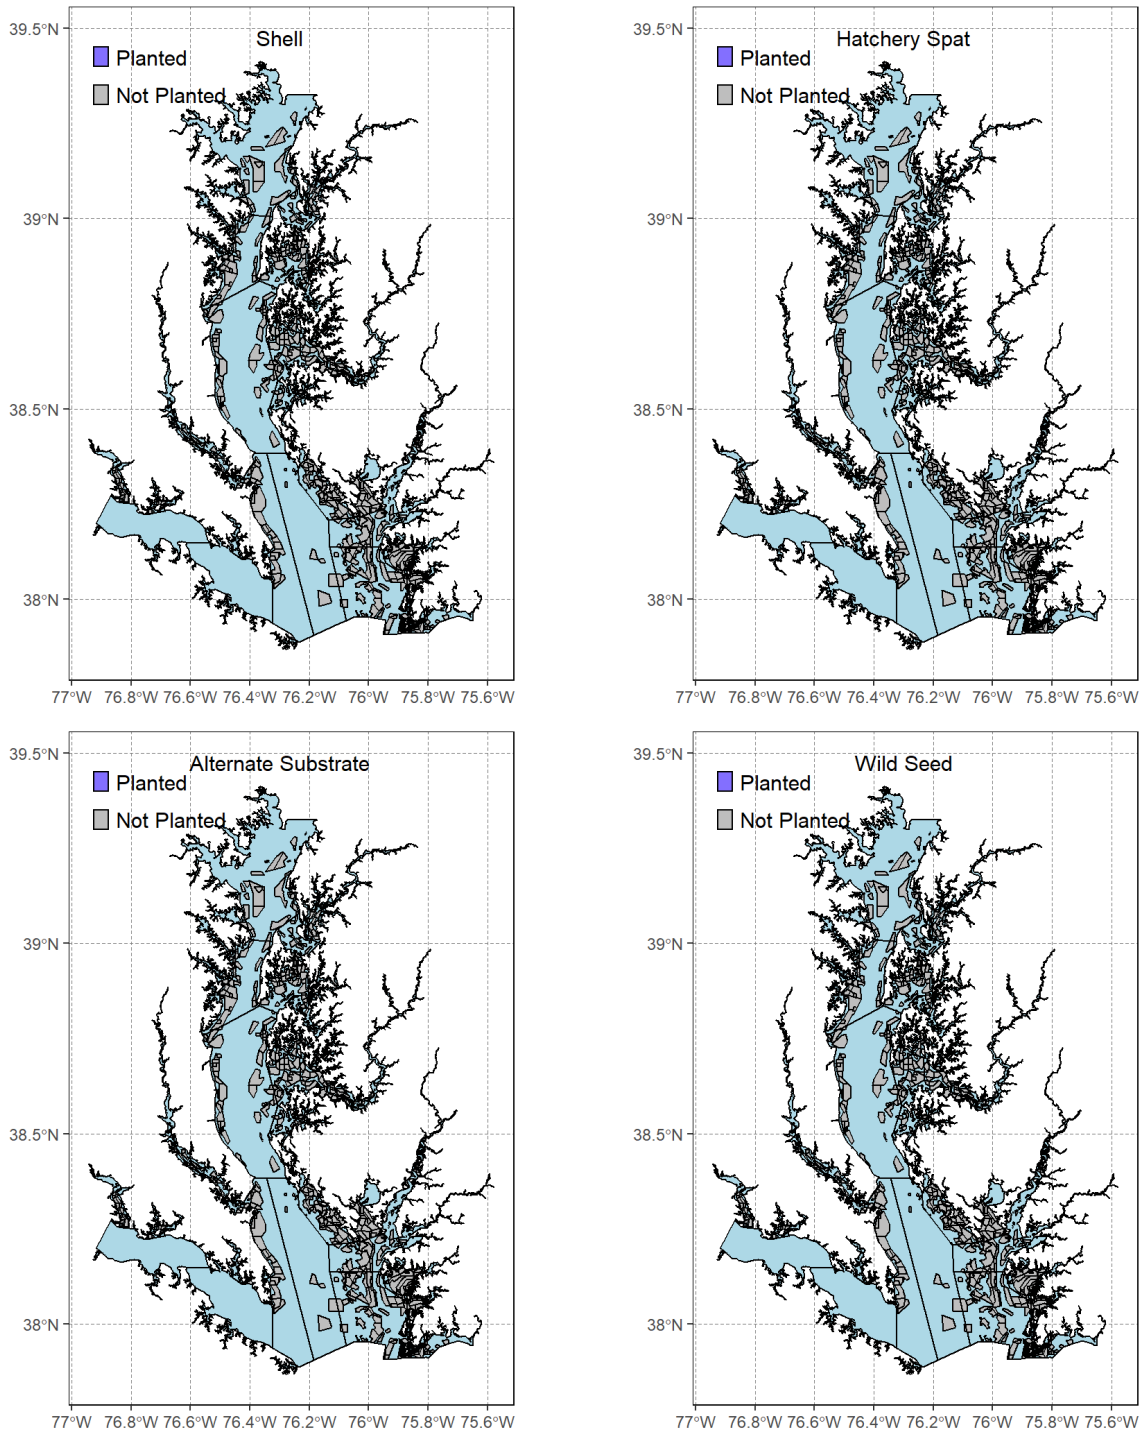 Shell
Planted
Not Planted
39.5°N
39°N
38.5°N
38°N
77°W 76.8°W 76.6°W 76.4°W 76.2°W 76°W 75.8°W 75.6°W
Hatchery Spat
Planted
Not Planted
39.5°N
39°N
38.5°N
38°N
77°W 76.8°W 76.6°W 76.4°W 76.2°W 76°W 75.8°W 75.6°W
Alternate Substrate
Planted
Not Planted
39.5°N
39°N
38.5°N
38°N
77°W 76.8°W 76.6°W 76.4°W 76.2°W 76°W 75.8°W 75.6°W
Wild Seed
Planted
Not Planted
39.5°N
39°N
38.5°N
38°N
77°W 76.8°W 76.6°W 76.4°W 76.2°W 76°W 75.8°W 75.6°W